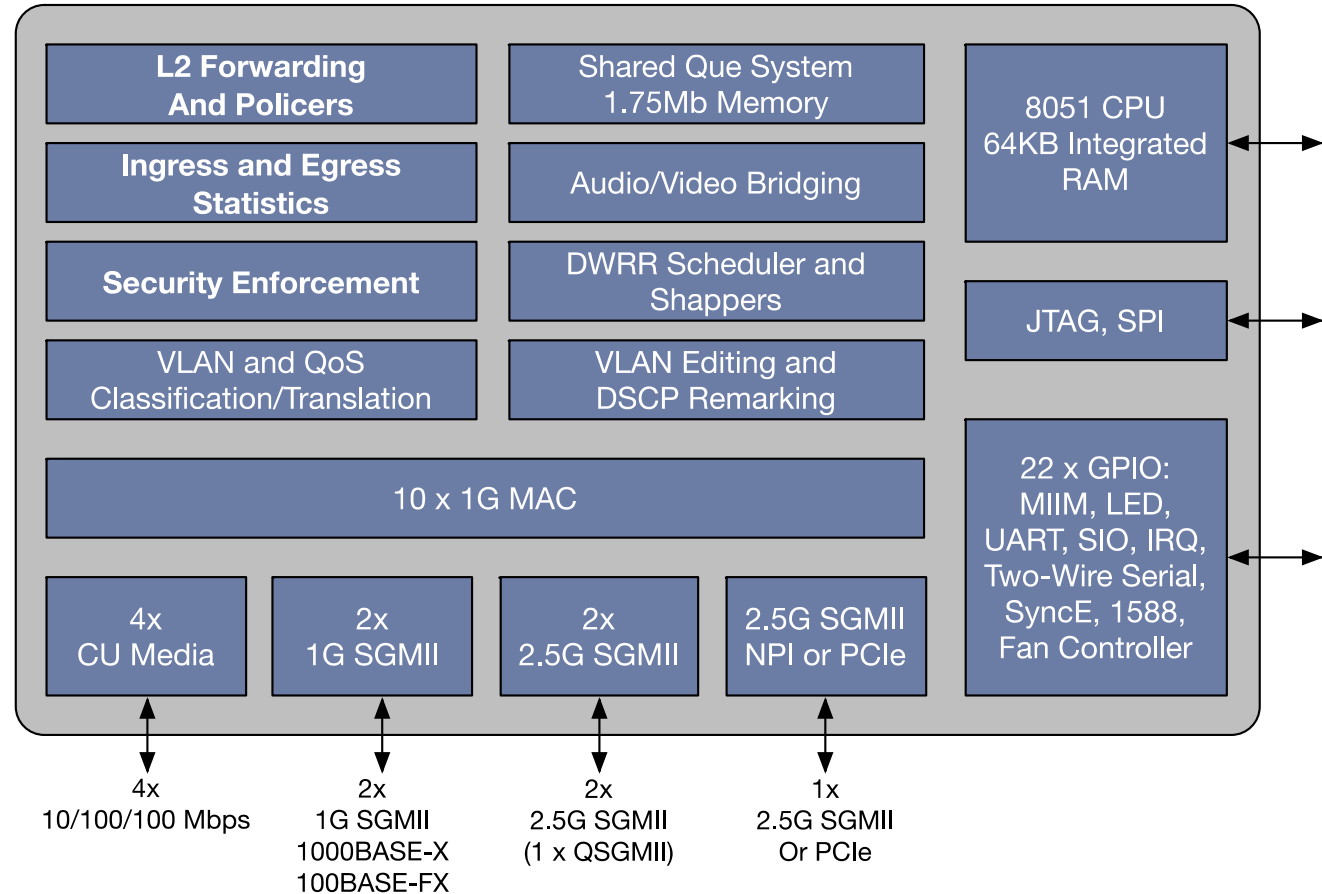 L2 Forwarding
And Policers
Shared Que System
1.75Mb Memory
8051 CPU
64KB Integrated
RAM
Ingress and Egress
Statistics
Audio/Video Bridging
Security Enforcement
DWRR Scheduler and
Shappers
JTAG, SPI
VLAN and QoS
Classification/Translation
VLAN Editing and
DSCP Remarking
10 x 1G MAC
22 x GPIO:
MIIM, LED,
UART, SIO, IRQ,
Two-Wire Serial,
SyncE, 1588,
Fan Controller
4x
CU Media
2x
1G SGMII
2x
2.5G SGMII
2.5G SGMII
NPI or PCIe
4x
10/100/100 Mbps
2x
1G SGMII
1000BASE-X
100BASE-FX
2x
2.5G SGMII
(1 x QSGMII)
1x
2.5G SGMII
Or PCIe